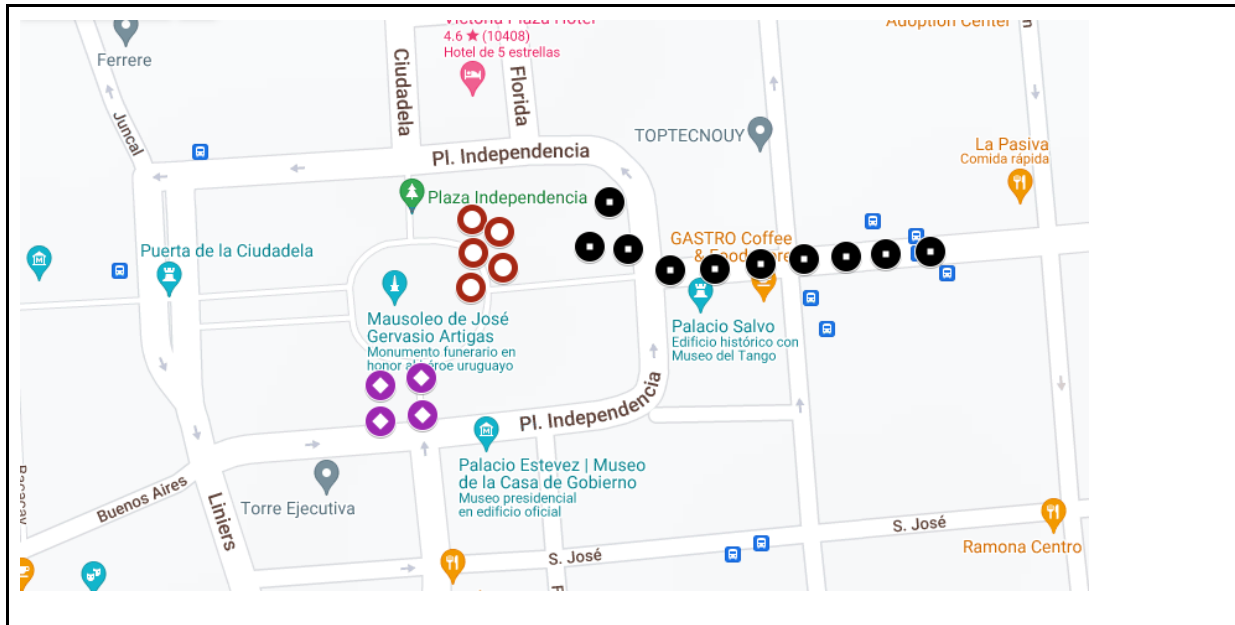 Victoria Plaza Hotel
4.6 ★ (10408)
Hotel de 5 estrellas
Adoption Center
Ferrere
Ciudadela
Florida
Juncal
TOPTECNOUY
La Pasiva
Comida rápida
Pl. Independencia
Plaza Independencia
Puerta de la Ciudadela
GASTRO Coffee
&
Mausoleo de José
Gervasio Artigas
Monumento funerario en
honor al héroe uruguayo
Palacio Salvo
Edificio histórico con
Museo del Tango
Pl. Independencia
Palacio Estevez | Museo
de la Casa de Gobierno
Museo presidencial
en edificio oficial
Buenos Aires
Liniers
Torre Ejecutiva
S. José
S. José
Ramona Centro